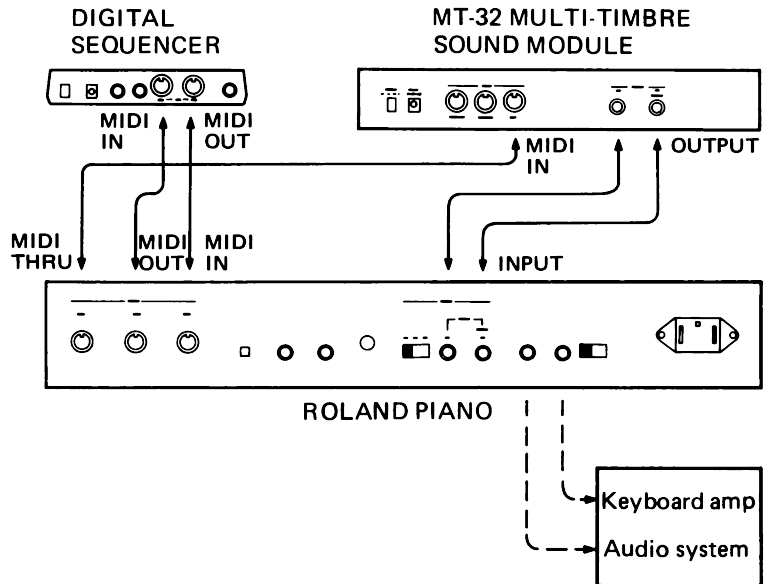 DIGITAL
SEQUENCER
MT-32 MULTI-TIMBRE
SOUND MODULE
MIDI
IN
MIDI
OUT
MIDI
IN
OUTPUT
MIDI
THRU
MIDI
OUT
MIDI
IN
INPUT
ROLAND PIANO
Keyboard amp
Audio system